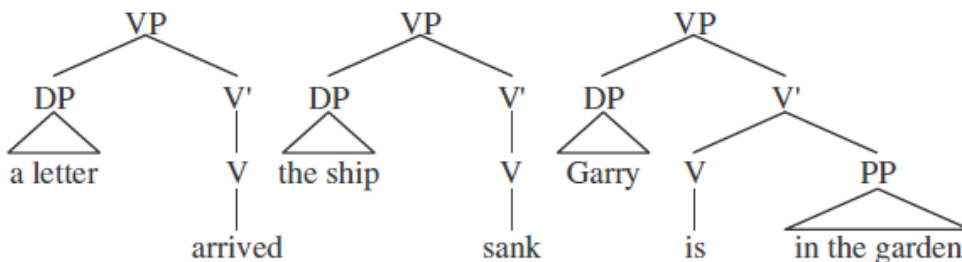 VP VP VP
DP V' DP V' DP V'
a letter V the ship V Garry V PP
arrived sank is in the garden